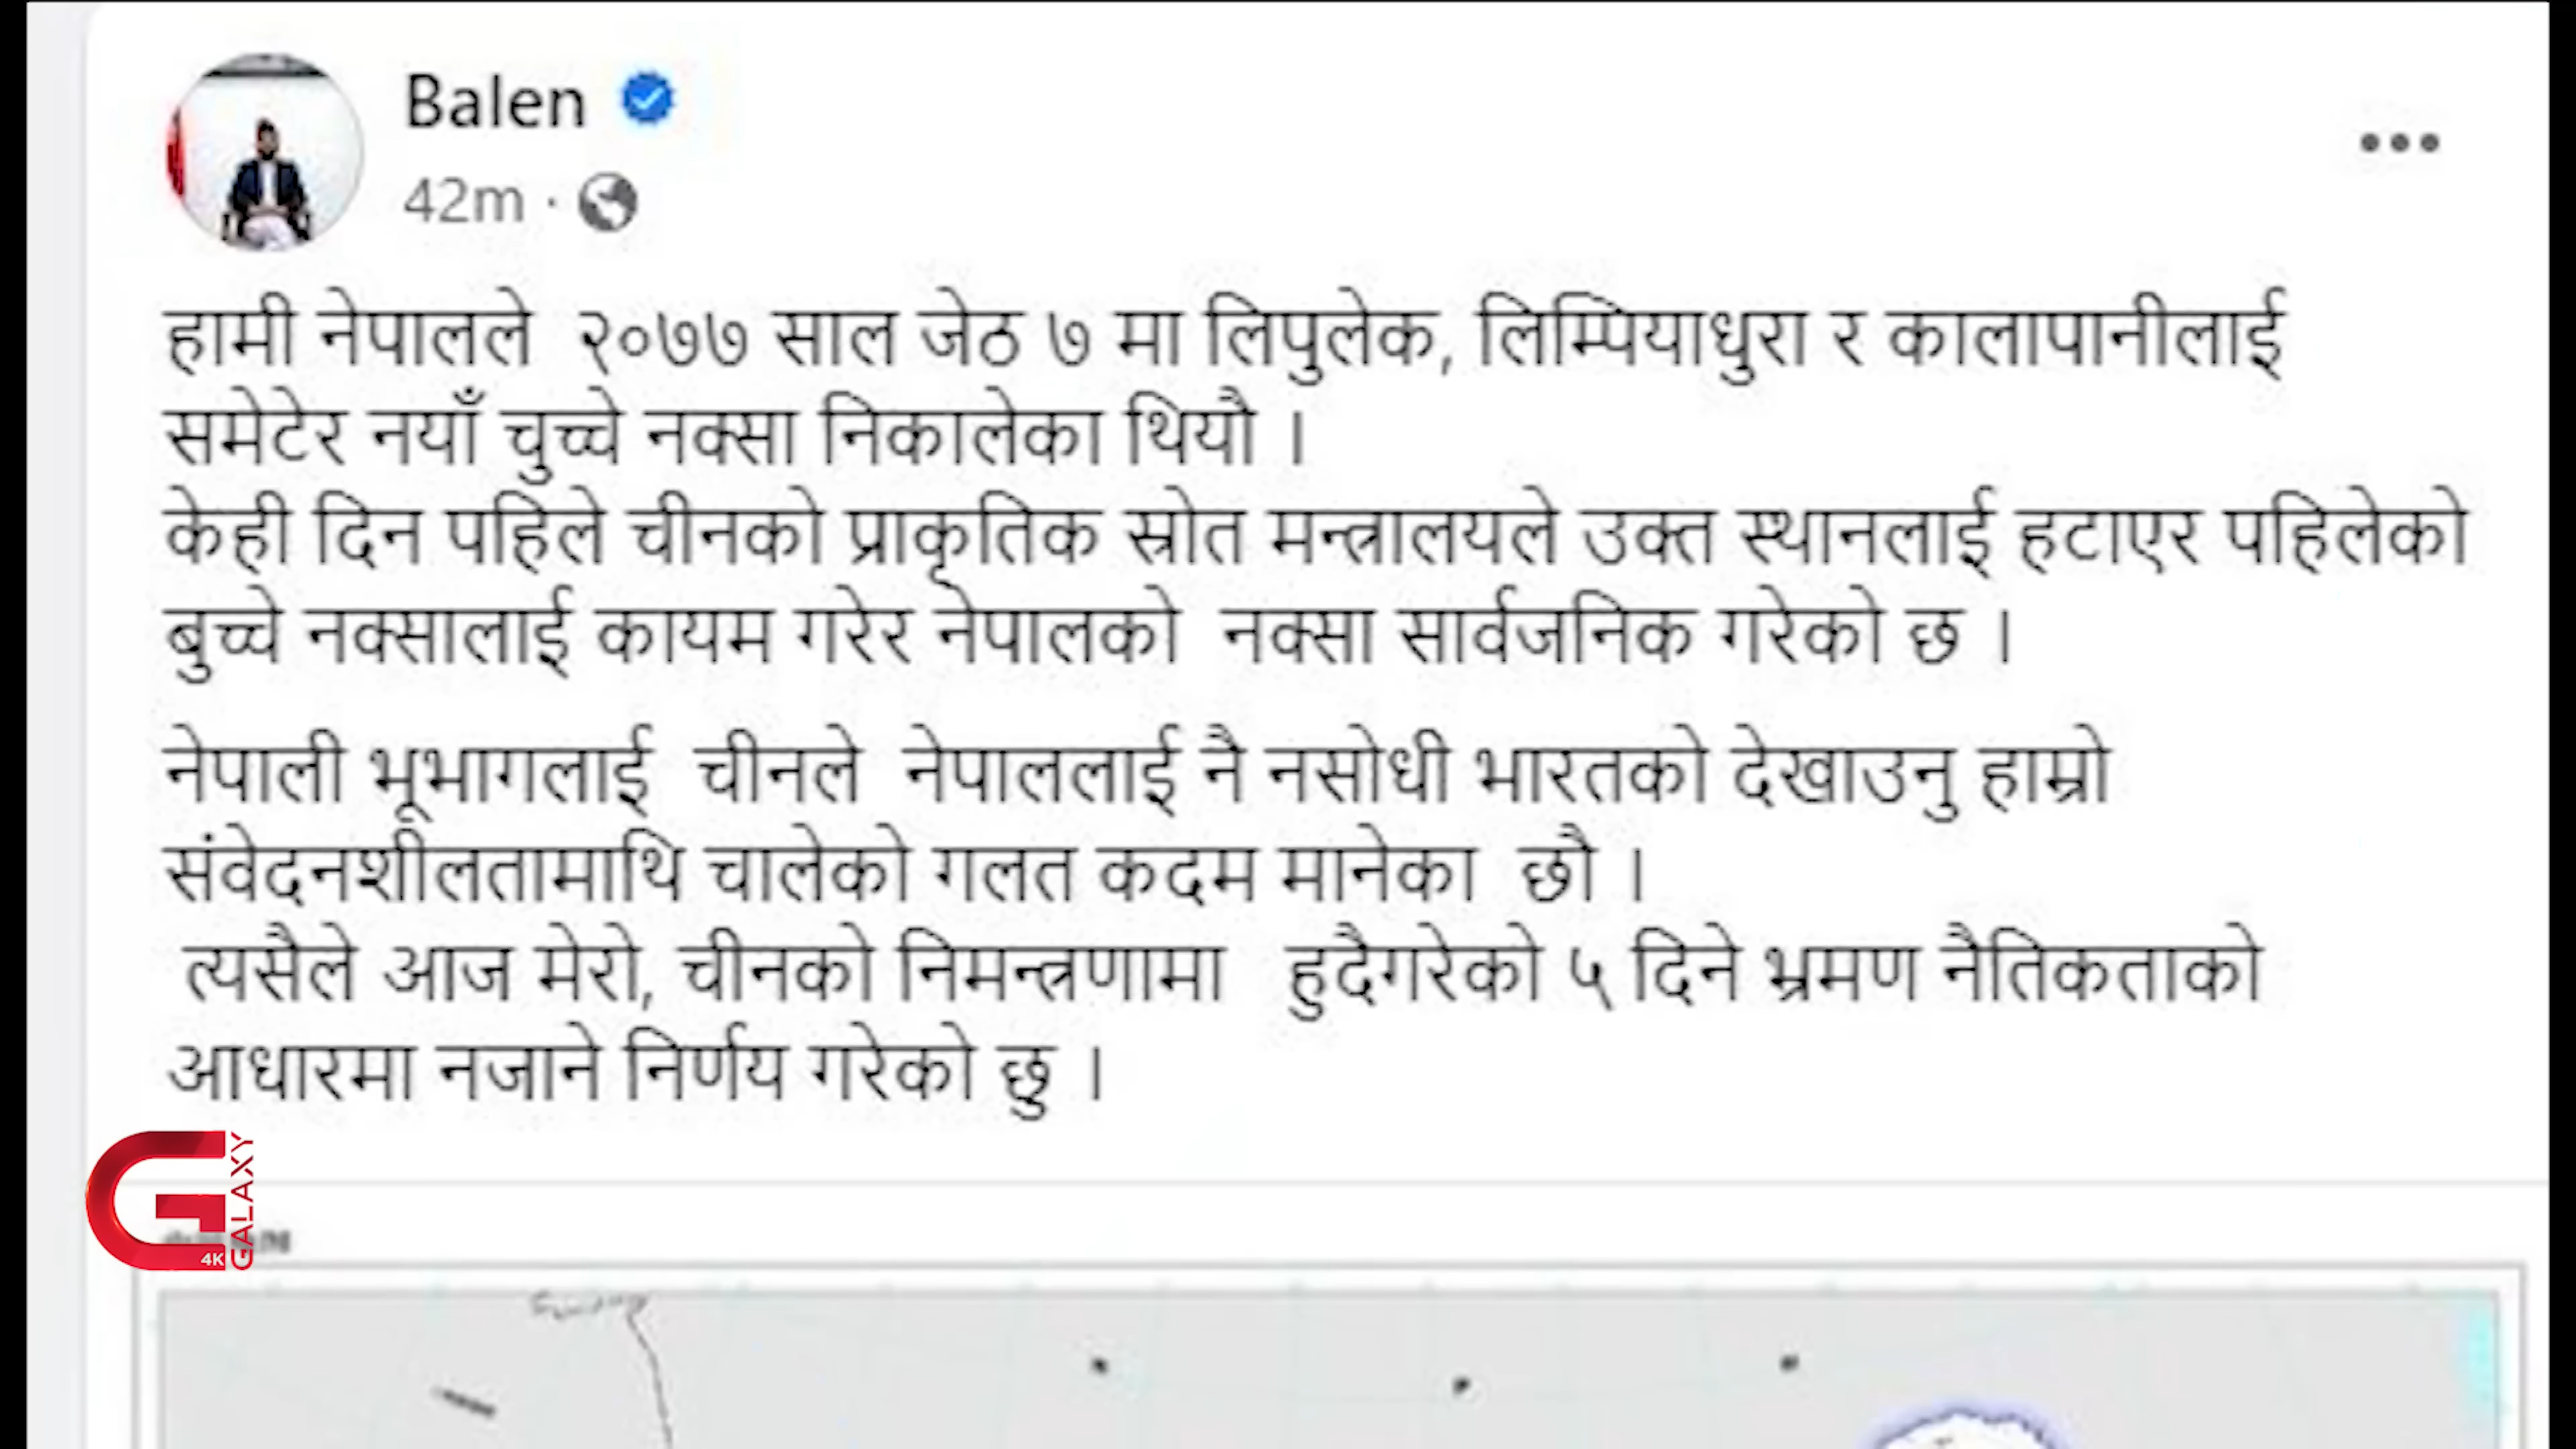 Balen
42m ·
हामी नेपालले २०७७ साल जेठ ७ मा लिपुलेक, लिम्पियाधुरा र कालापानीलाई
समेटेर नयाँ चुच्चे नक्सा निकालेका थियौ ।
केही दिन पहिले चीनको प्राकृतिक स्रोत मन्त्रालयले उक्त स्थानलाई हटाएर पहिलेको
बुच्चे नक्सालाई कायम गरेर नेपालको नक्सा सार्वजनिक गरेको छ ।
नेपाली भूभागलाई चीनले नेपाललाई नै नसोधी भारतको देखाउनु हाम्रो
संवेदनशीलतामाथि चालेको गलत कदम मानेका छौ ।
त्यसैले आज मेरो, चीनको निमन्त्रणामा हुदैगरेको ५ दिने भ्रमण नैतिकताको
आधारमा नजाने निर्णय गरेको छु ।
G GALAXY
4K